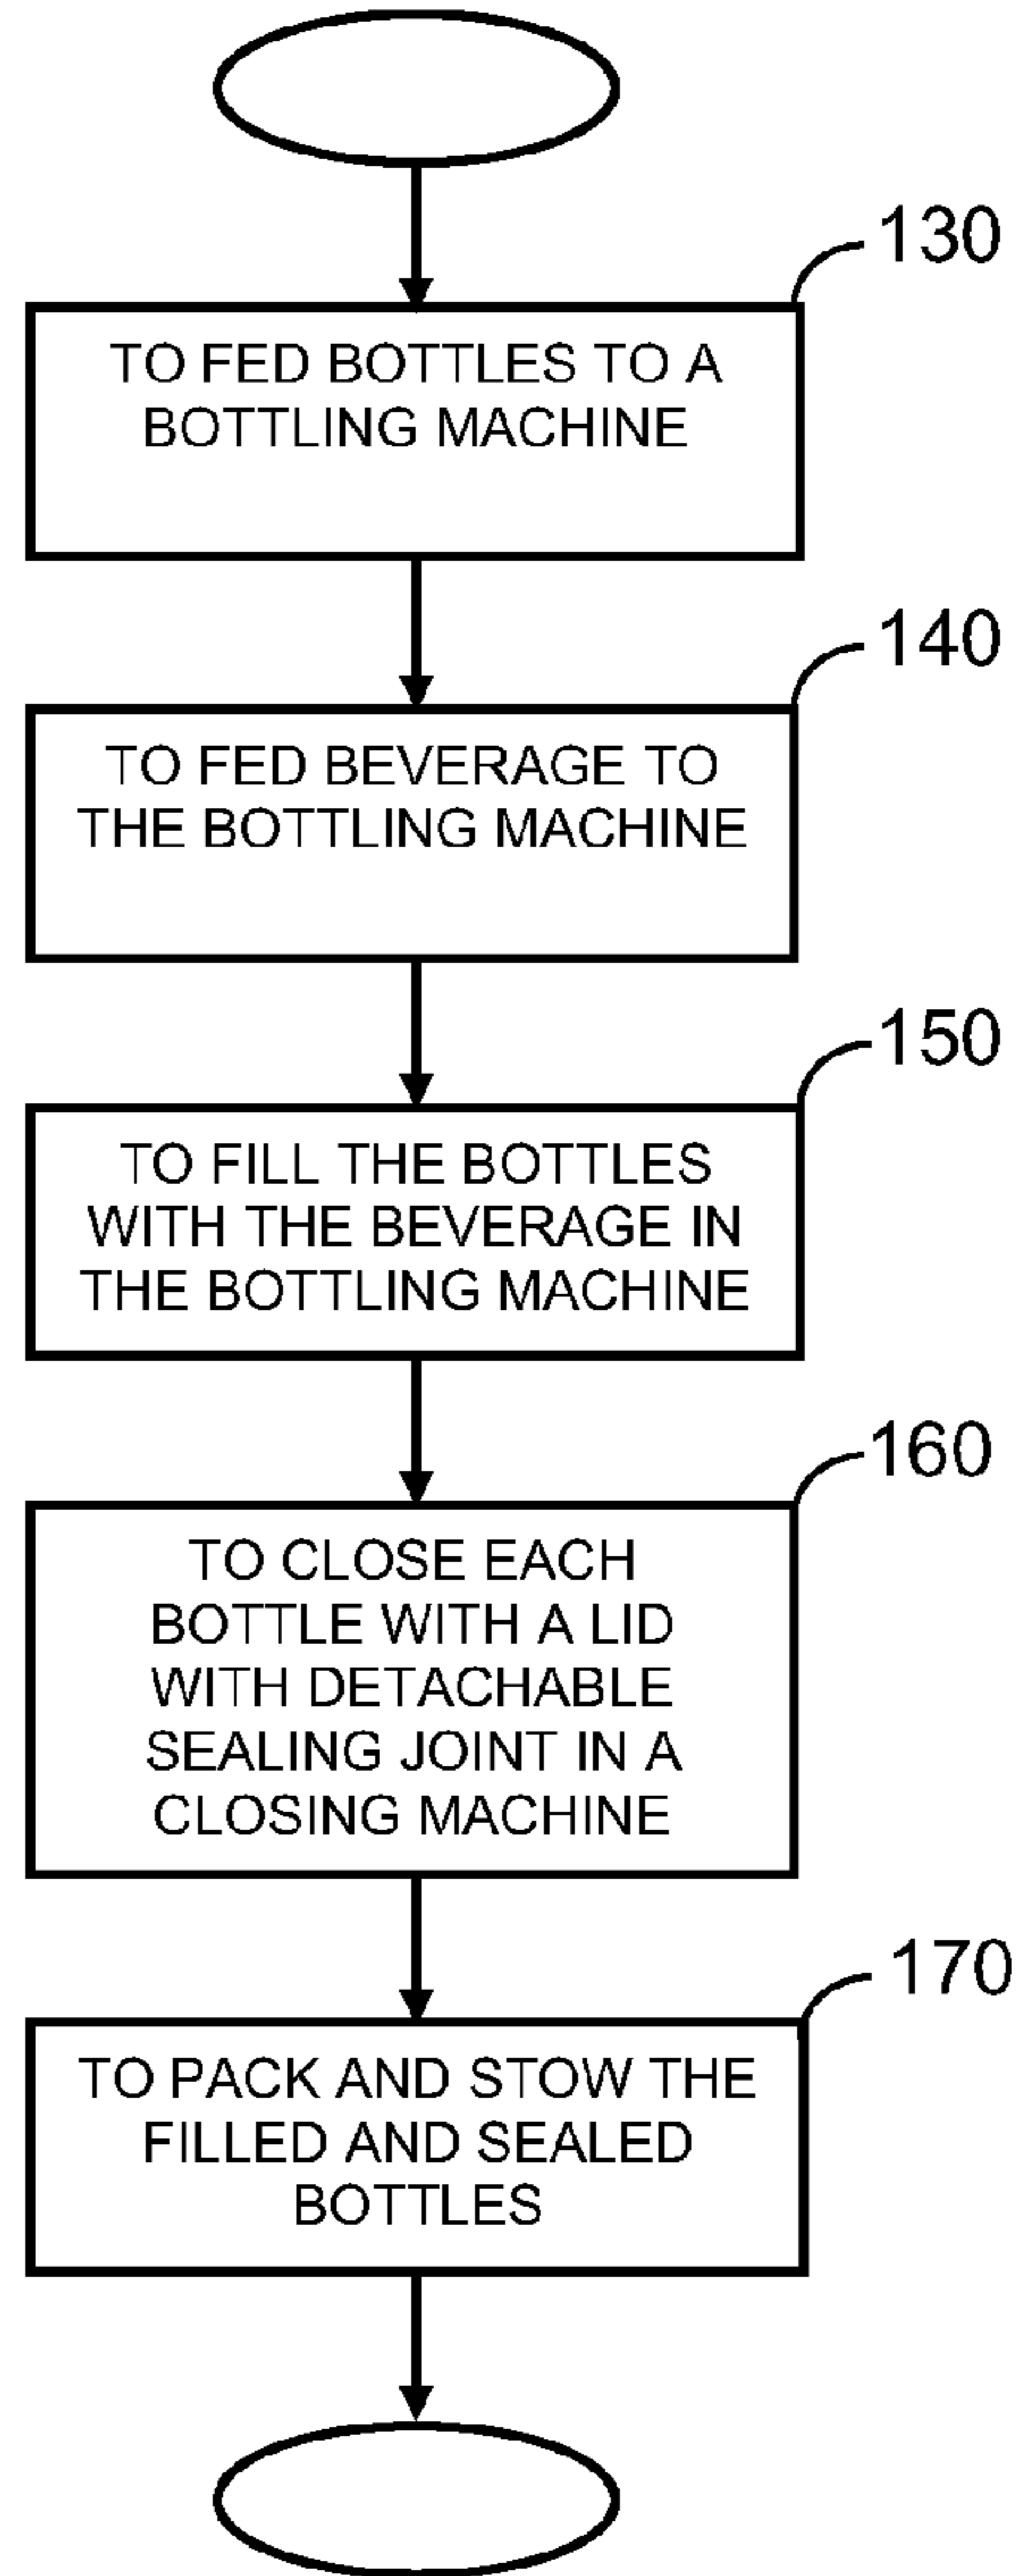 130
TO FED BOTTLES TO A
BOTTLING MACHINE
140
TO FED BEVERAGE TO
THE BOTTLING MACHINE
150
TO FILL THE BOTTLES
WITH THE BEVERAGE IN
THE BOTTLING MACHINE
160
TO CLOSE EACH
BOTTLE WITH A LID
WITH DETACHABLE
SEALING JOINT IN A
CLOSING MACHINE
170
TO PACK AND STOW THE
FILLED AND SEALED
BOTTLES